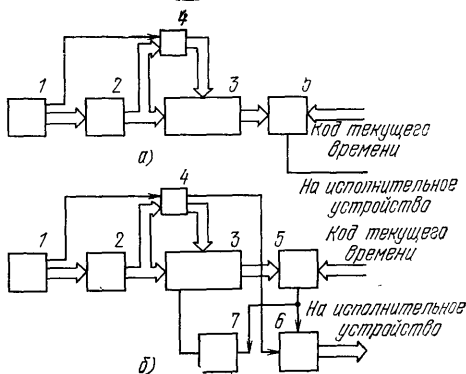 4
1 2 3 5
Код текущего
времени
а)
На исполнительное
устройство
4
Код текущего
времени
1 2 3 5
На исполнительное
устройство
7 6
б)